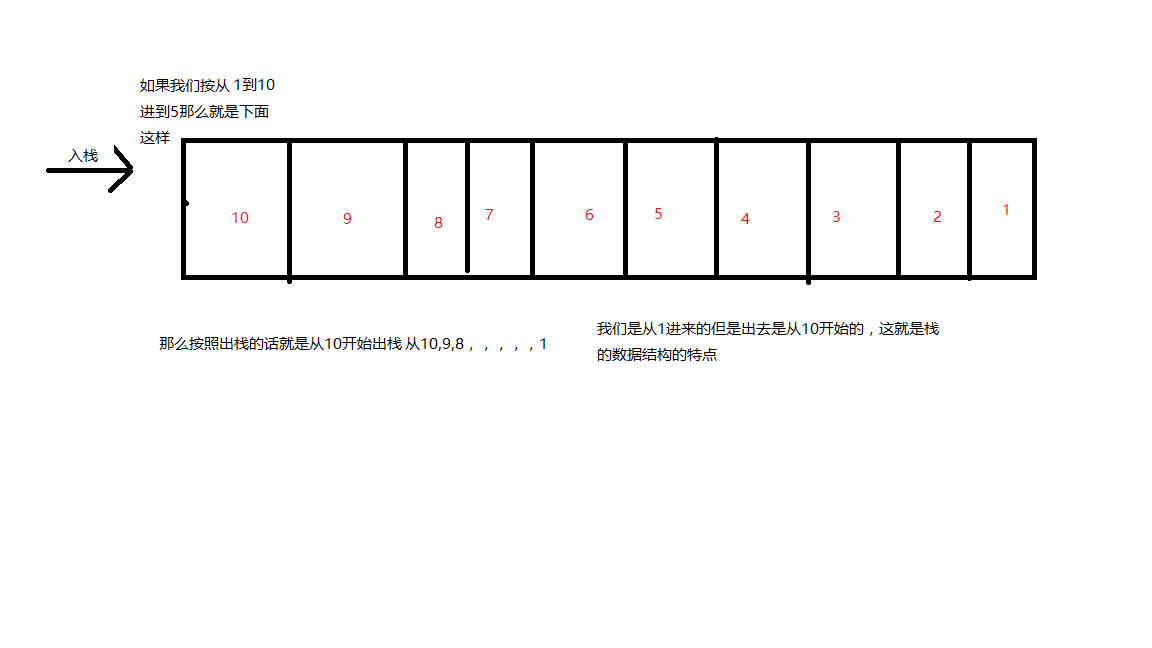 如果我们按从 1到10
进到5那么就是下面
这样
入栈
10 9 8 7 6 5 4 3 2 1
那么按照出栈的话就是从10开始出栈 从10,9,8，，，，，1
我们是从1进来的但是出去是从10开始的，这就是栈
的数据结构的特点